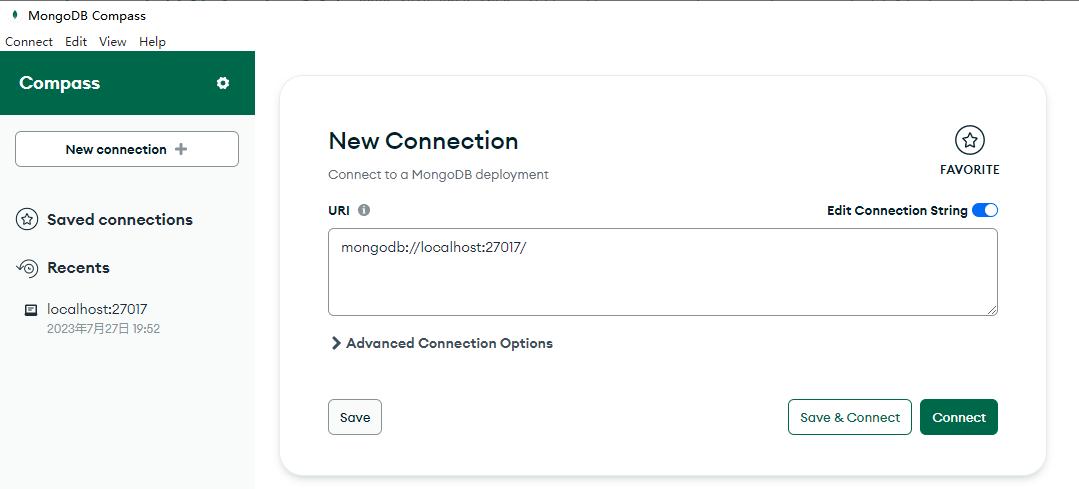 MongoDB Compass
Connect Edit View Help
Compass
New connection
Saved connections
Recents
localhost:27017
2023年7月27日 19:52
New Connection
Connect to a MongoDB deployment
FAVORITE
URI
Edit Connection String
mongodb://localhost:27017/
Advanced Connection Options
Save
Save & Connect
Connect